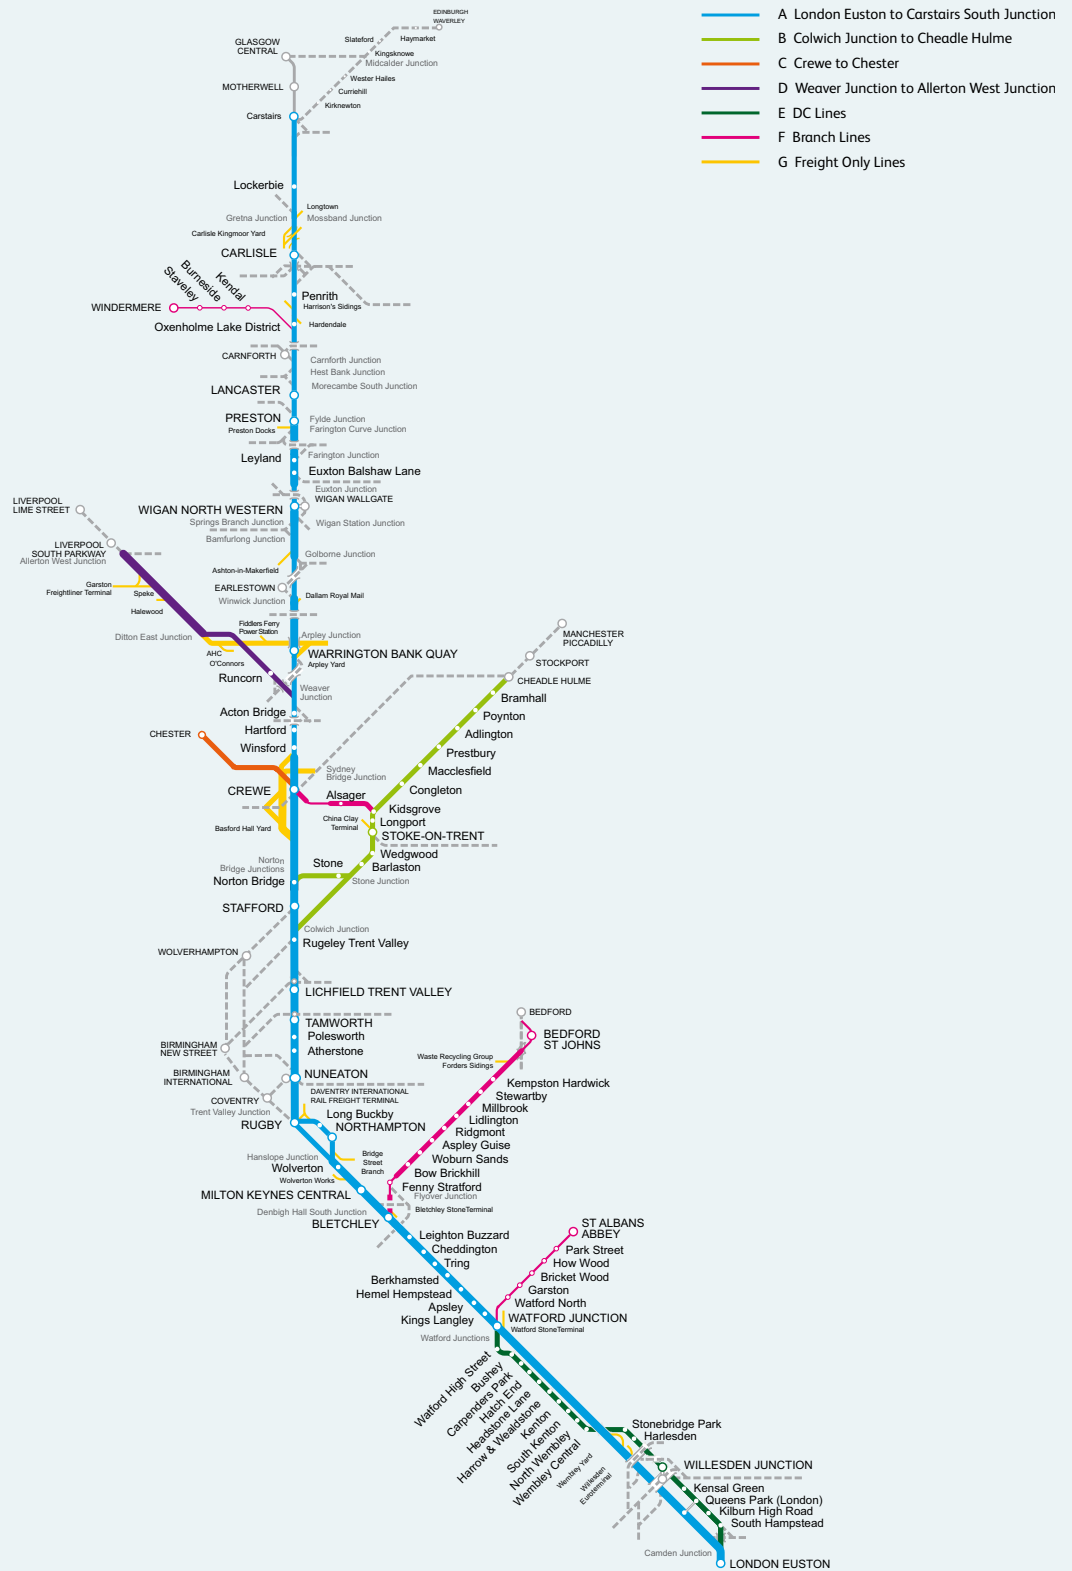 A London Euston to Carstairs South Junction
B Colwich Junction to Cheadle Hulme
C Crewe to Chester
D Weaver Junction to Allerton West Junction
E DC Lines
F Branch Lines
G Freight Only Lines
EDINBURGH
WAVERLEY
Slateford
Haymarket
GLASGOW
CENTRAL
Kingsknowe
Midcalder Junction
Wester Hailes
MOTHERWELL
Curriehill
Kirknewton
Carstairs
Lockerbie
Longtown
Gretna Junction
Mossband Junction
Carlisle Kingmoor Yard
CARLISLE
Kendal
Burneside
Staveley
Penrith
Harrison's Sidings
WINDERMERE
Oxenholme Lake District
Hardendale
CARNFORTH
Carnforth Junction
Hest Bank Junction
Morecambe South Junction
LANCASTER
PRESTON
Fylde Junction
Preston Docks
Farington Curve Junction
Farington Junction
Leyland
Euxton Balshaw Lane
Euxton Junction
LIVERPOOL
LIME STREET
WIGAN WALLGATE
WIGAN NORTH WESTERN
Springs Branch Junction
Wigan Station Junction
Bamfurlong Junction
LIVERPOOL
SOUTH PARKWAY
Allerton West Junction
Golborne Junction
Ashton-in-Makerfield
Garston
Freightliner Terminal
Speke
EARLESTOWN
Winwick Junction
Dallam Royal Mail
Halewood
Fiddlers Ferry
Power Station
Ditton East Junction
Arpley Junction
AHC
O'Connors
WARRINGTON BANK QUAY
Arpley Yard
MANCHESTER
PICCADILLY
STOCKPORT
Runcorn
Weaver
Junction
CHEADLE HULME
Bramhall
Acton Bridge
Poynton
Hartford
CHESTER
Adlington
Winsford
Prestbury
Sydney
Bridge Junction
Macclesfield
CREWE
Alsager
Congleton
Kidsgrove
China Clay
Terminal
Longport
Basford Hall Yard
STOKE-ON-TRENT
Wedgwood
Norton
Bridge Junctions
Stone
Barlaston
Norton Bridge
Stone Junction
STAFFORD
Colwich Junction
Rugeley Trent Valley
WOLVERHAMPTON
LICHFIELD TRENT VALLEY
BEDFORD
TAMWORTH
Polesworth
BEDFORD
ST JOHNS
BIRMINGHAM
NEW STREET
Atherstone
Waste Recycling Group
Forders Sidings
BIRMINGHAM
INTERNATIONAL
NUNEATON
Kempston Hardwick
DAVENTRY INTERNATIONAL
RAIL FREIGHT TERMINAL
Stewartby
COVENTRY
Millbrook
Trent Valley Junction
Long Buckby
Lidlington
RUGBY
NORTHAMPTON
Ridgmont
Aspley Guise
Hanslope Junction
Bridge
Street
Branch
Woburn Sands
Wolverton
Bow Brickhill
Wolverton Works
Fenny Stratford
MILTON KEYNES CENTRAL
Flyover Junction
Denbigh Hall South Junction
Bletchley StoneTerminal
BLETCHLEY
ST ALBANS
ABBEY
Leighton Buzzard
Park Street
Cheddington
How Wood
Tring
Bricket Wood
Berkhamsted
Garston
Hemel Hempstead
Watford North
Apsley
Kings Langley
WATFORD JUNCTION
Watford StoneTerminal
Watford Junctions
Watford High Street
Bushey
Carpenders Park
Hatch End
Headstone Lane
Harrow & Wealdstone
Kenton
South Kenton
North Wembley
Wembley Central
Wembley Yard
Willesden
Euroterminal
Stonebridge Park
Harlesden
WILLESDEN JUNCTION
Kensal Green
Queens Park (London)
Kilburn High Road
South Hampstead
Camden Junction
LONDON EUSTON